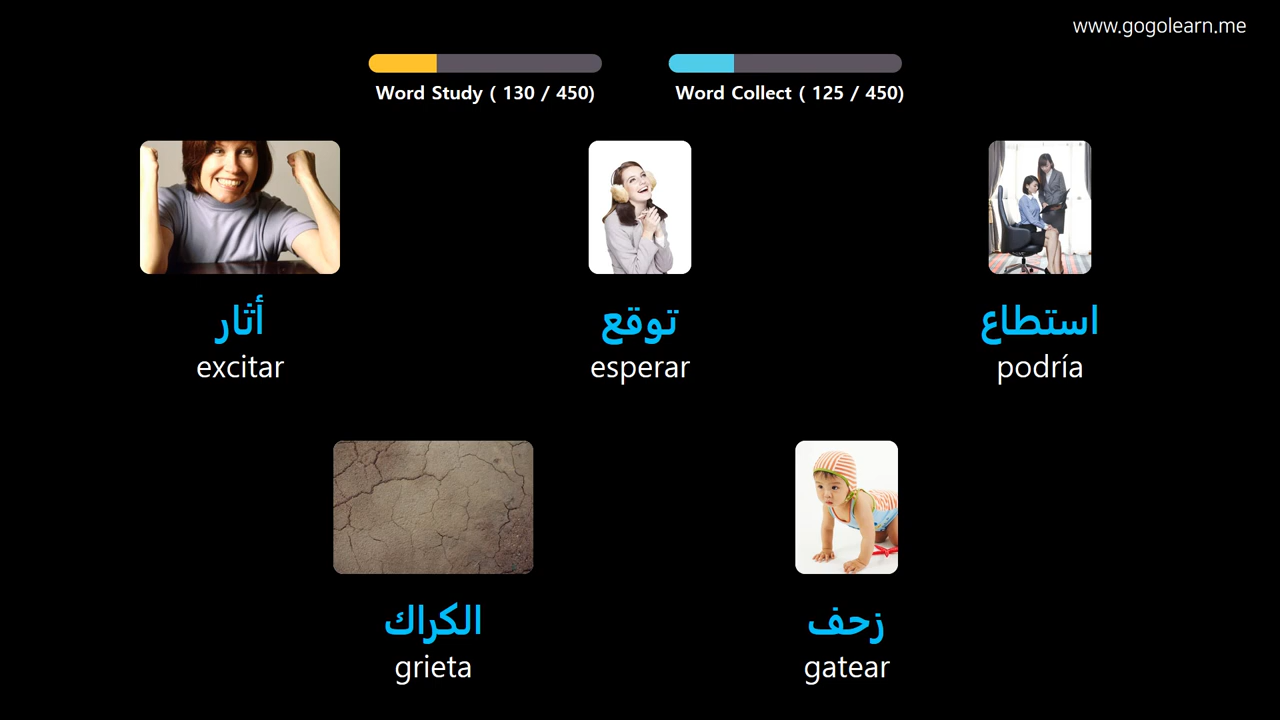 www.gogolearn.me
Word Study ( 130 / 450)
Word Collect ( 125 / 450)
أثار
excitar
توقع
esperar
استطاع
podría
الكراك
grieta
زحف
gatear